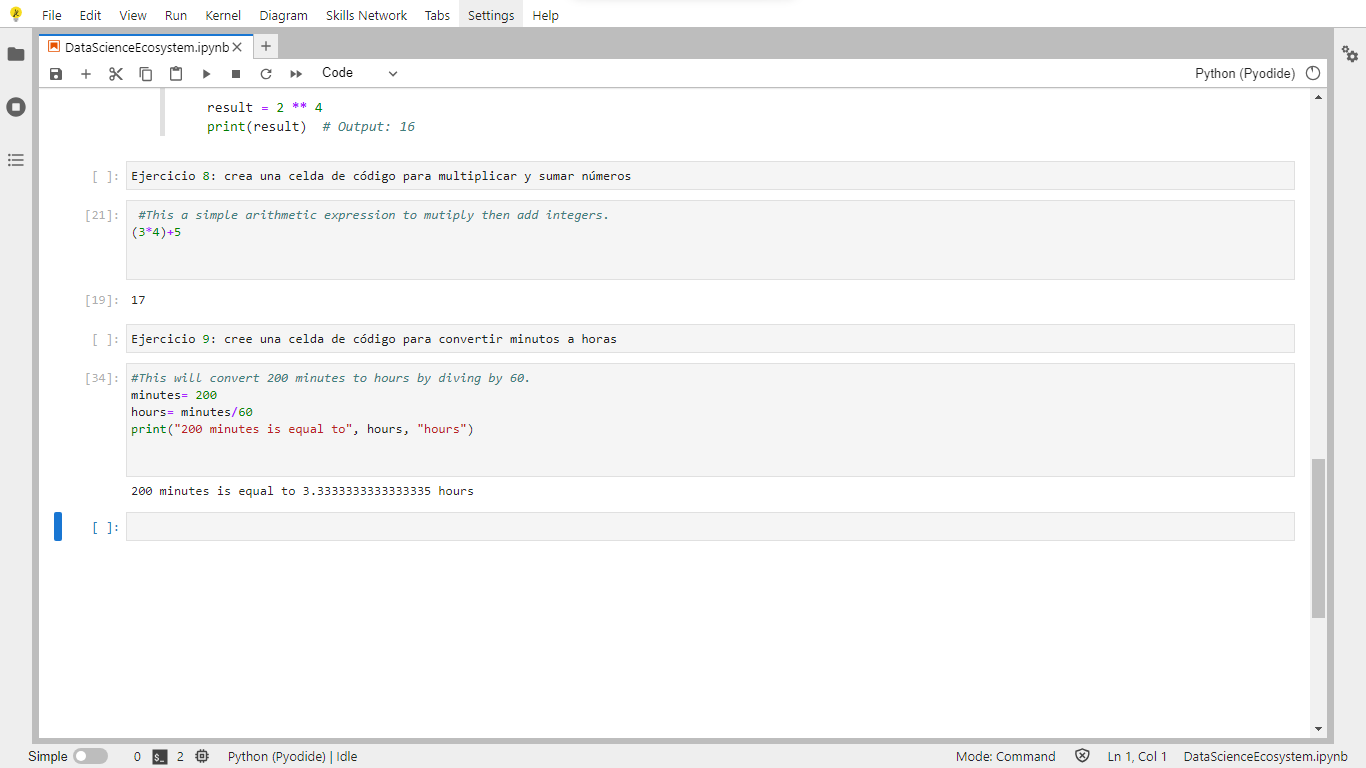 File Edit View Run Kernel Diagram Skills Network Tabs Settings Help
DataScienceEcosystem.ipynb
Code
Python (Pyodide)
result = 2 ** 4
print(result)  # Output: 16
[ ]: Ejercicio 8: crea una celda de código para multiplicar y sumar números
[21]: #This a simple arithmetic expression to mutiply then add integers.
(3*4)+5
[19]: 17
[ ]: Ejercicio 9: cree una celda de código para convertir minutos a horas
[34]: #This will convert 200 minutes to hours by diving by 60.
minutes= 200
hours= minutes/60
print("200 minutes is equal to", hours, "hours")
200 minutes is equal to 3.3333333333333335 hours
[ ]:
Simple 0 $_ 2 Python (Pyodide) | Idle Mode: Command Ln 1, Col 1 DataScienceEcosystem.ipynb